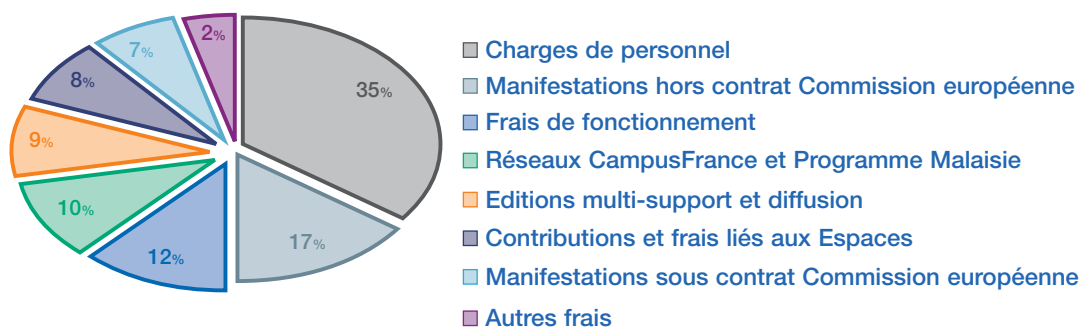 2%
7%
8%
35%
9%
10%
17%
12%
Charges de personnel
Manifestations hors contrat Commission européenne
Frais de fonctionnement
Réseaux CampusFrance et Programme Malaisie
Editions multi-support et diffusion
Contributions et frais liés aux Espaces
Manifestations sous contrat Commission européenne
Autres frais